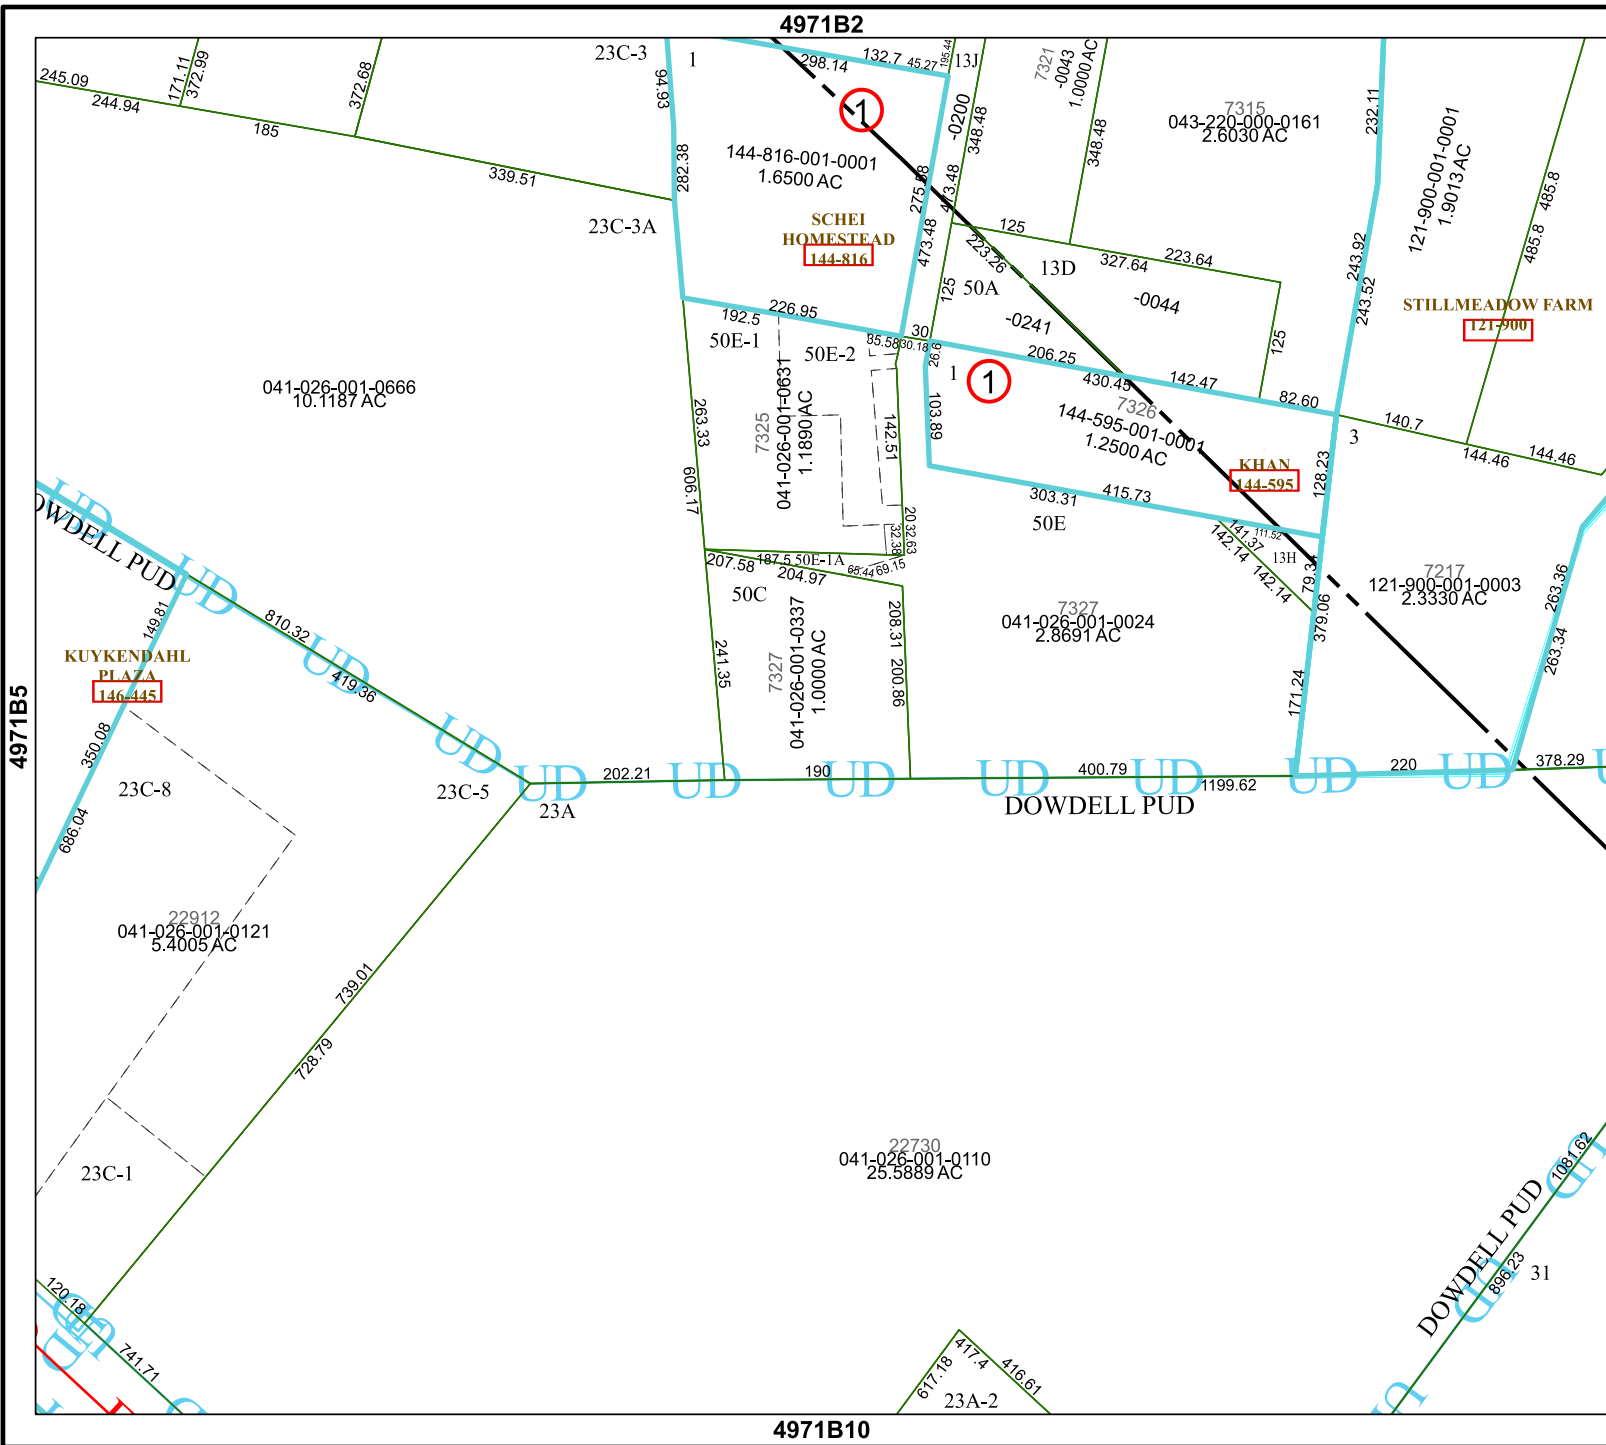 4971B2
245.09
171.11
372.99
244.94
185
372.68
339.51
23C-3
1
94.93
298.14
132.7
45.27
195.44
13J
7321
-0043
1.0000 AC
1
-0200
348.48
348.48
7315
043-220-000-0161
2.6030 AC
232.11
121-900-001-0001
1.9013 AC
485.8
485.8
144-816-001-0001
1.6500 AC
282.38
275.58
473.48
473.48
23C-3A
SCHEI
HOMESTEAD
144-816
125
223.26
327.64
223.64
13D
50A
-0044
-0241
125
125
243.92
243.52
STILLMEADOW FARM
121-900
226.95
192.5
50E-1
50E-2
35.58
30
30.18
26.6
206.25
430.45
142.47
82.60
1
1
041-026-001-0666
10.1187 AC
7325
041-026-001-0631
1.1890 AC
103.89
7326
144-595-001-0001
1.2500 AC
140.7
3
144.46
144.46
263.33
142.51
606.17
KHAN
144-595
128.23
303.31
415.73
50E
20
32.63
32.38
141.37
142.14
142.14
111.52
13H
79.34
379.06
UD
DOWDELL PUD
UD
207.58
187.5
50E-1A
204.97
65.44
69.15
50C
7217
121-900-001-0003
2.3330 AC
263.36
263.34
149.81
810.32
7327
041-026-001-0337
1.0000 AC
208.31
200.86
7327
041-026-001-0024
2.8691 AC
241.35
171.24
KUYKENDAHL
PLAZA
146-445
UD
419.36
4971B5
350.08
686.04
23C-8
UD
23C-5
UD
23A
202.21
UD
190
UD
UD
400.79
UD
1199.62
DOWDELL PUD
UD
220
UD
378.29
22912
041-026-001-0121
5.4005 AC
739.01
728.79
23C-1
22730
041-026-001-0110
25.5889 AC
1081.62
UD
DOWDELL PUD
UD
896.23
31
120.18
UD
741.71
617.18
417.4
416.61
23A-2
4971B10